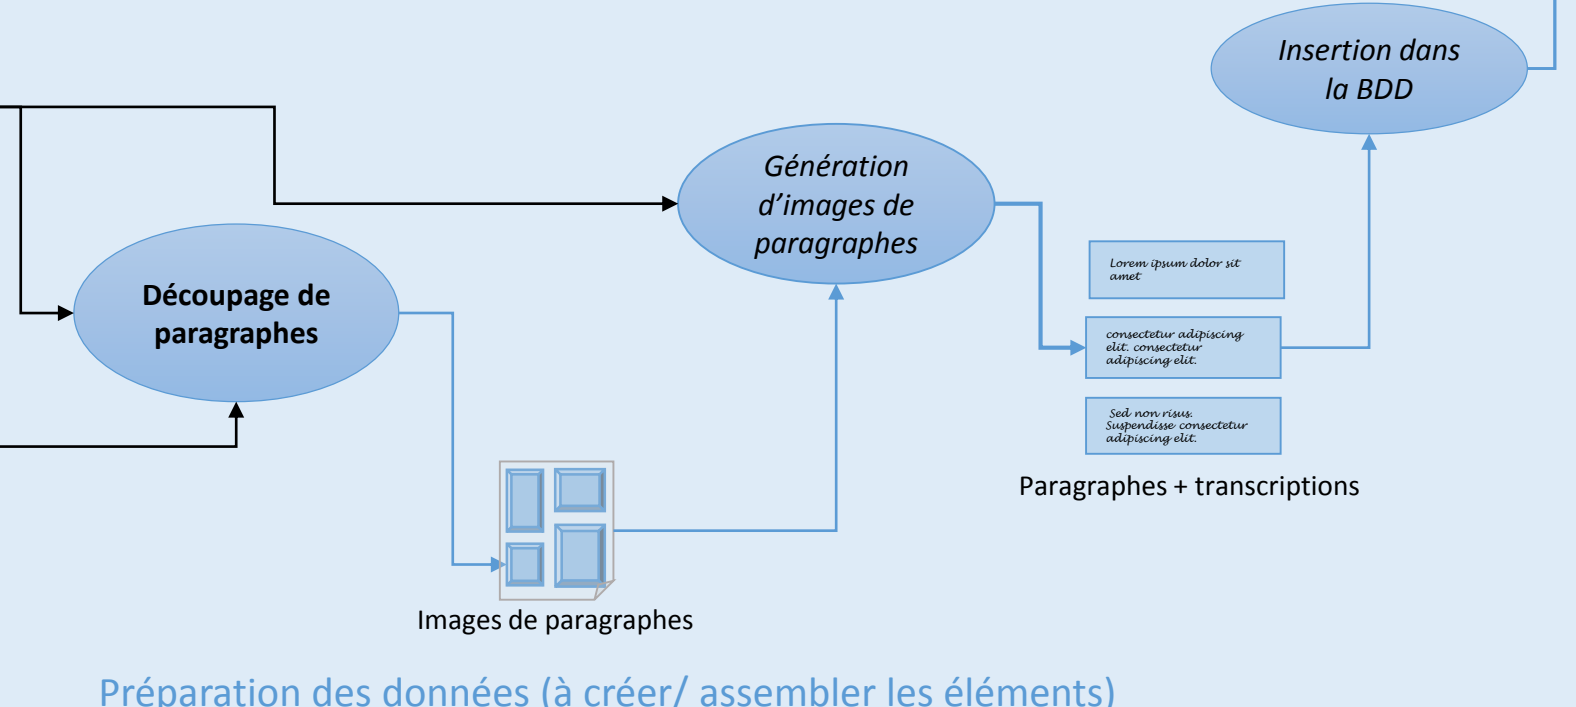 Insertion dans
la BDD
Génération
d’images de
paragraphes
Découpage de
paragraphes
Lorem ipsum dolor sit
amet
consectetur adipiscing
elit. consectetur
adipiscing elit.
Sed non risus.
Suspendisse consectetur
adipiscing elit.
Paragraphes + transcriptions
Images de paragraphes
Préparation des données (à créer/ assembler les éléments)